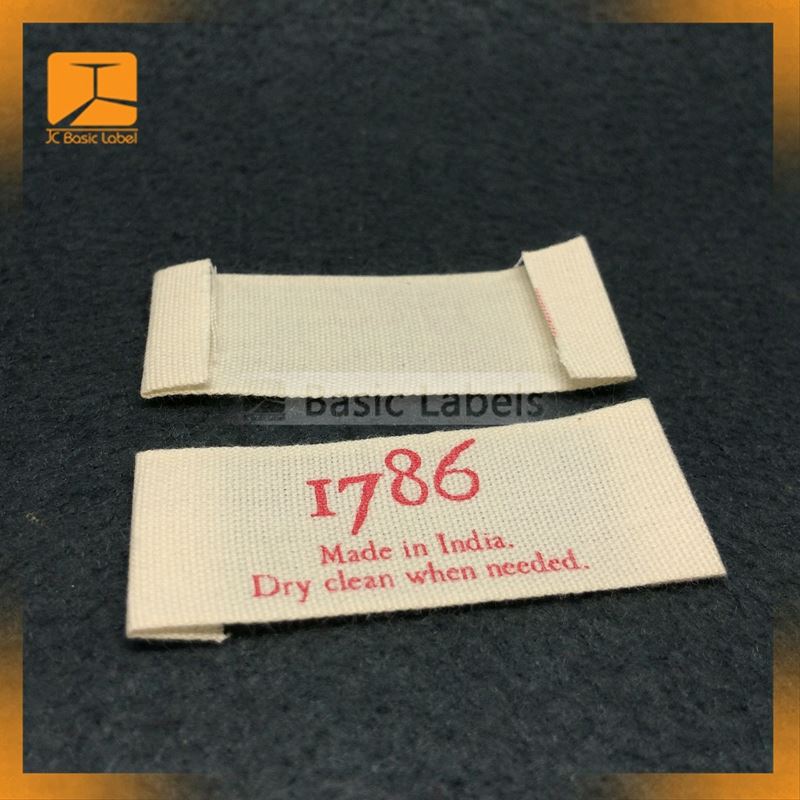 JC Basic Label
Basic Labels
1786
Made in India.
Dry clean when needed.